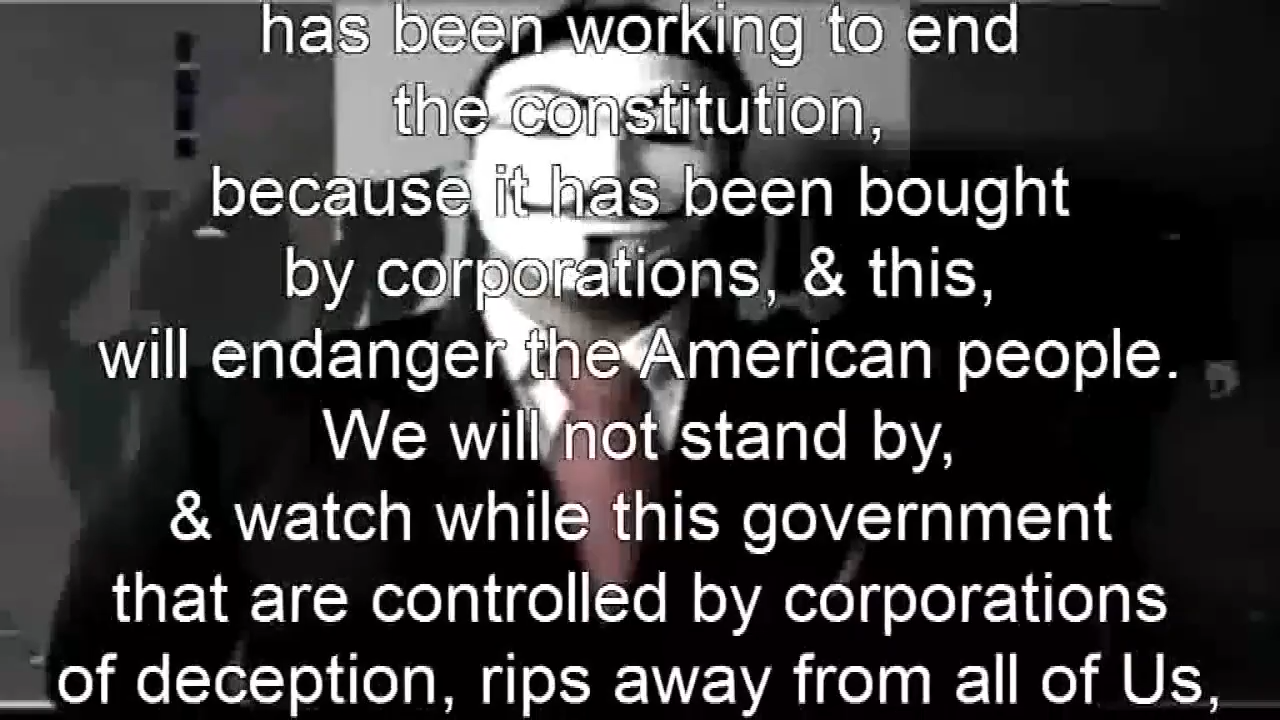 has been working to end
the constitution,
because it has been bought
by corporations, & this,
will endanger the American people.
We will not stand by,
& watch while this government
that are controlled by corporations
of deception, rips away from all of Us,